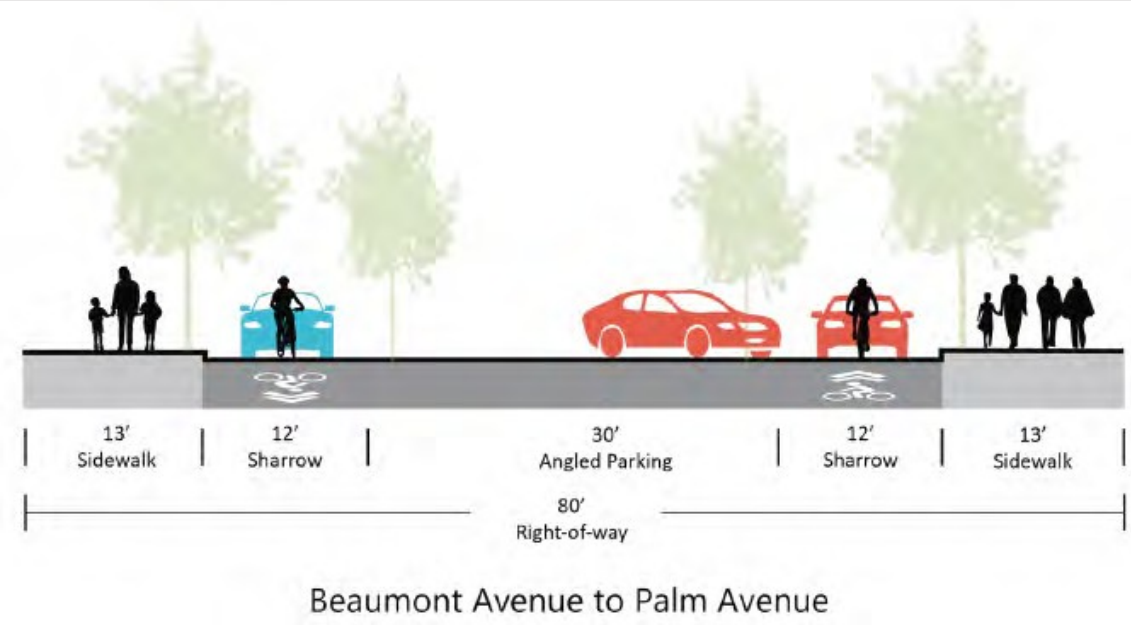 13'
Sidewalk
12'
Sharrow
30'
Angled Parking
12'
Sharrow
13'
Sidewalk
80'
Right-of-way
Beaumont Avenue to Palm Avenue